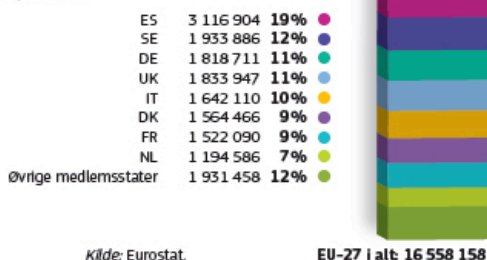 ES 3 116 904 19%
SE 1 933 886 12%
DE 1 818 711 11%
UK 1 833 947 11%
IT 1 642 110 10%
DK 1 564 466 9%
FR 1 522 090 9%
NL 1 194 586 7%
Øvrige medlemsstater 1 931 458 12%
Kilde: Eurostat. EU-27 i alt: 16 558 158